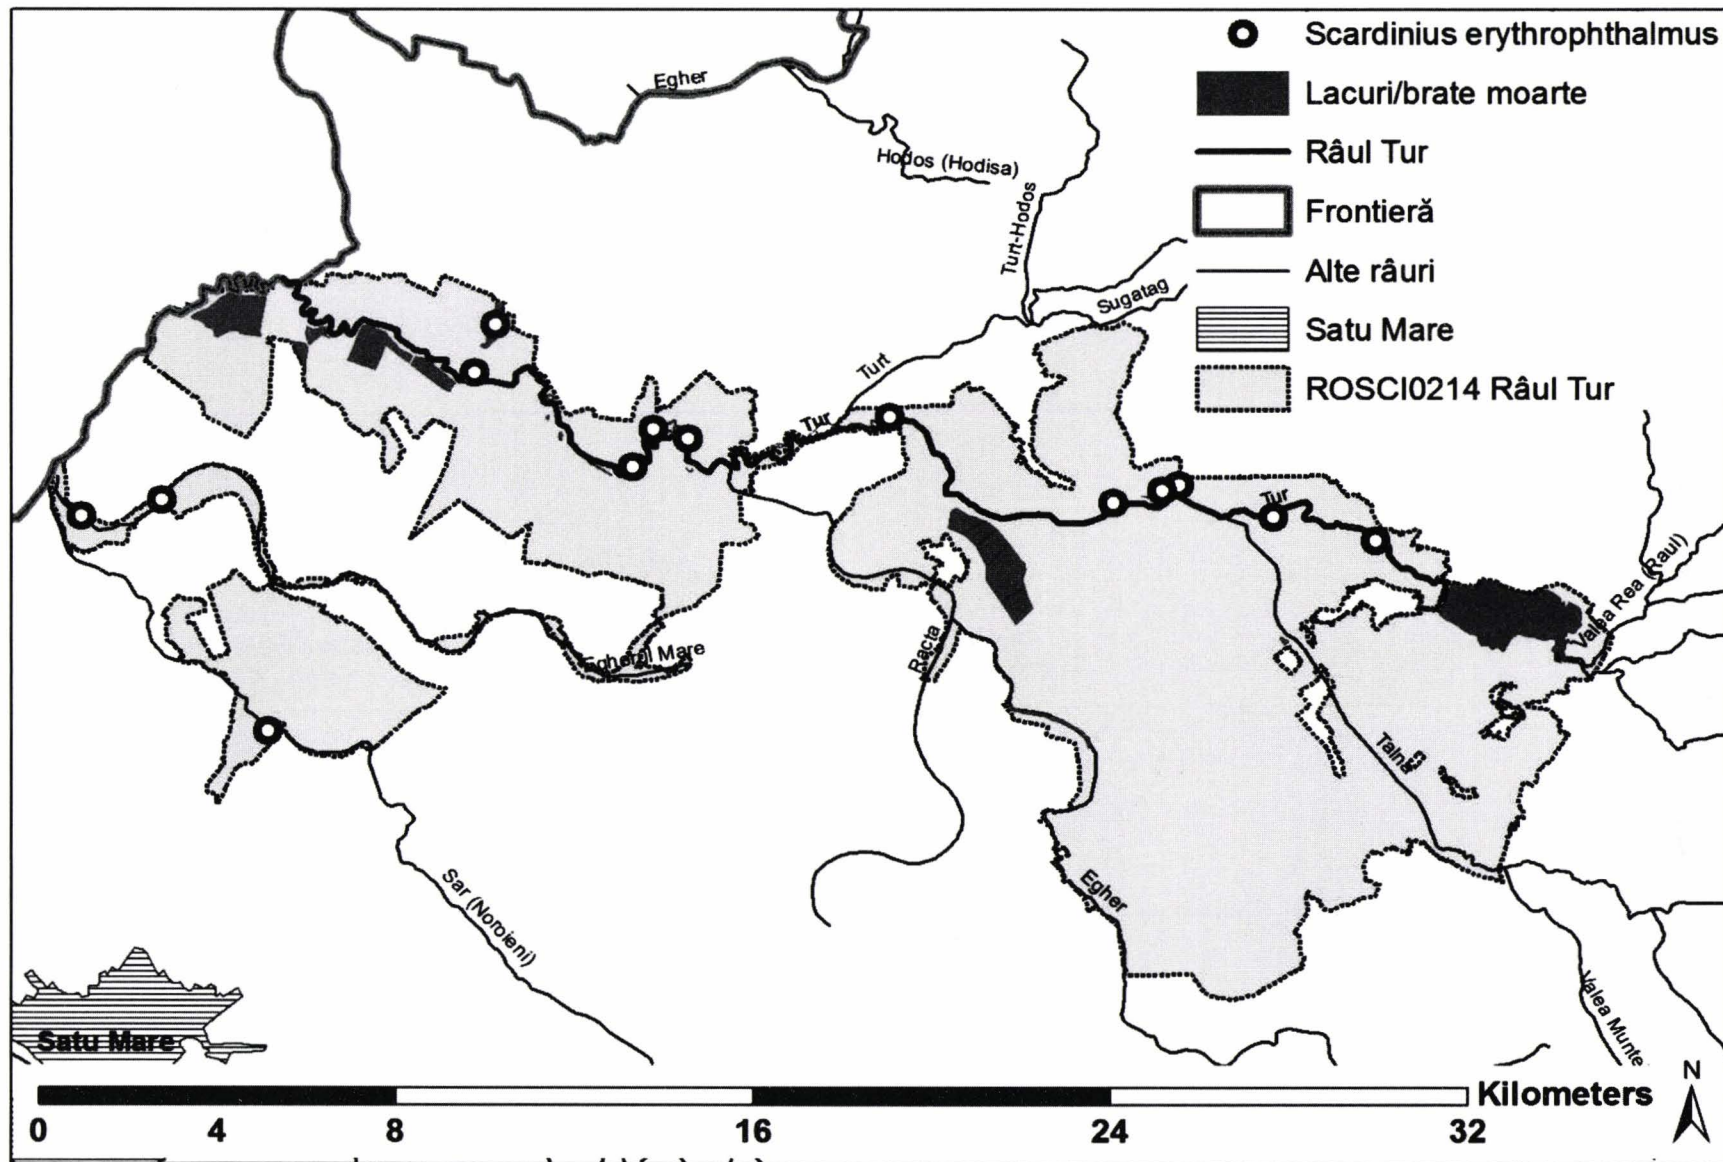 Scardinius erythrophthalmus
Lacuri/brate moarte
Râul Tur
Frontieră
Alte râuri
Satu Mare
ROSCI0214 Râul Tur
Egher
Hodos (Hodisa)
Turt-Hodos
Sugatag
Turt
Tur
Tur
Valea Rea (Raul)
Egherul Mare
Racta
Talna
Egher
Sar (Noroieni)
Valea Munte
Satu Mare
N
Kilometers
0 4 8 16 24 32